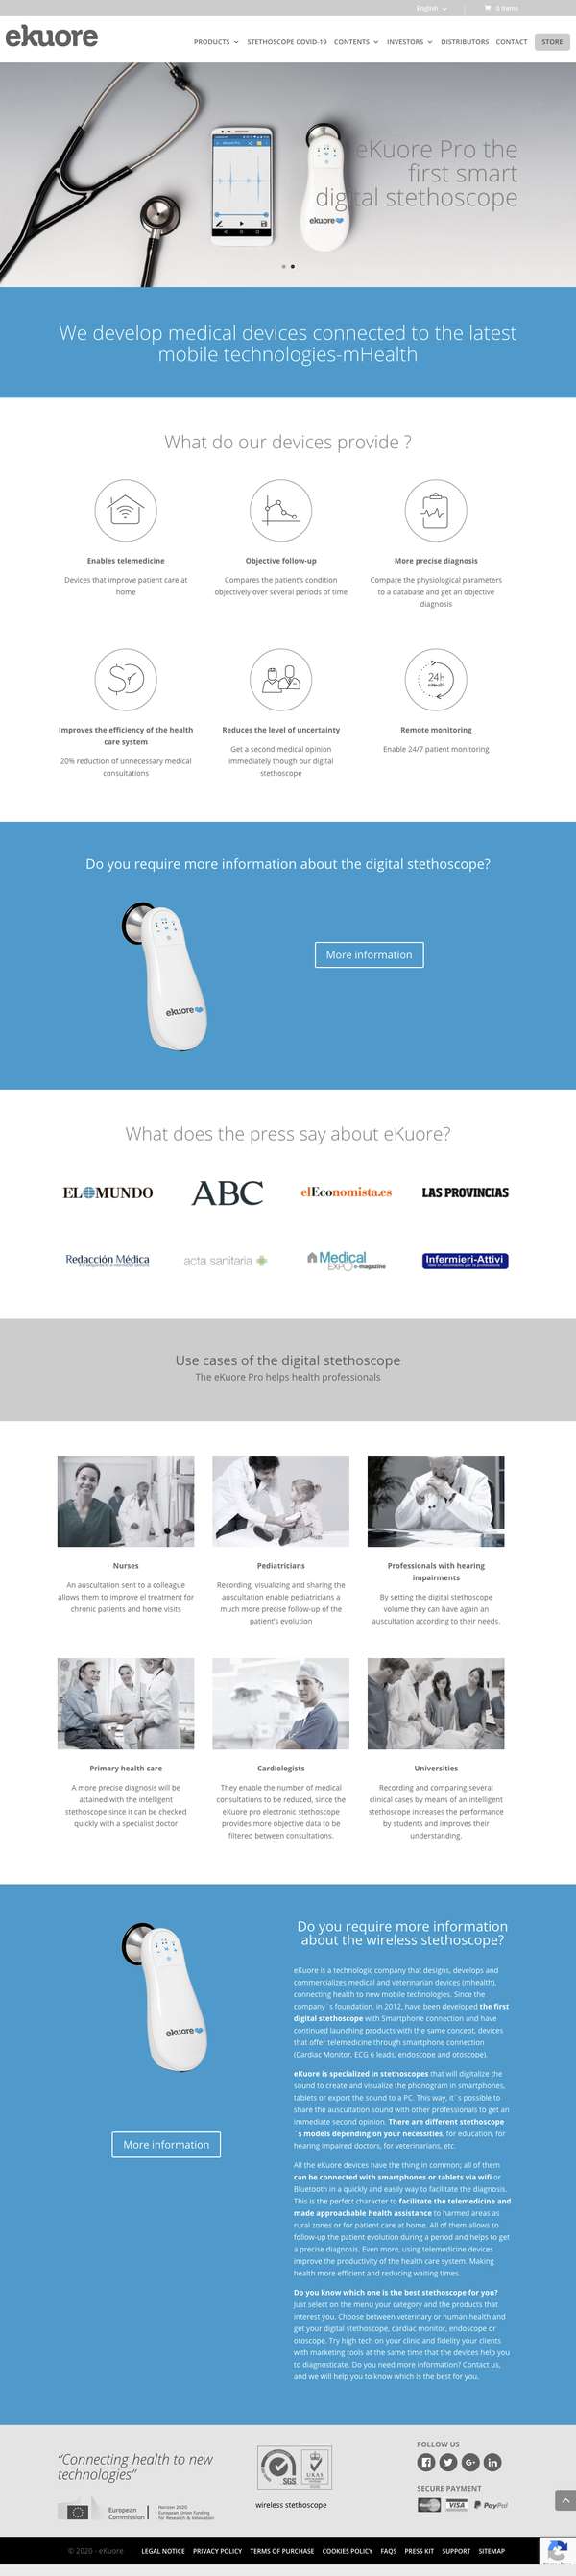 English
0 Items
ekuore
PRODUCTS STETHOSCOPE COVID-19 CONTENTS INVESTORS DISTRIBUTORS CONTACT STORE
eKuore Pro the
first smart
digital stethoscope
ekuore
We develop medical devices connected to the latest
mobile technologies-mHealth
What do our devices provide ?
Enables telemedicine
Devices that improve patient care at
home
Objective follow-up
Compares the patient's condition
objectively over several periods of time
More precise diagnosis
Compare the physiological parameters
to a database and get an objective
diagnosis
24h
Improves the efficiency of the health
care system
20% reduction of unnecessary medical
consultations
Reduces the level of uncertainty
Get a second medical opinion
immediately though our digital
stethoscope
Remote monitoring
Enable 24/7 patient monitoring
Do you require more information about the digital stethoscope?
ekuore
More information
What does the press say about eKuore?
EL MUNDO
ABC
elEconomista.es
LAS PROVINCIAS
Redacción Médica
acta sanitaria
Medical
EXPO e-magazine
Infermieri-Attivi
Use cases of the digital stethoscope
The eKuore Pro helps health professionals
Nurses
An auscultation sent to a colleague
allows them to improve el treatment for
chronic patients and home visits
Pediatricians
Recording, visualizing and sharing the
auscultation enable pediatricians a
much more precise follow-up of the
patient's evolution
Professionals with hearing
impairments
By setting the digital stethoscope
volume they can have again an
auscultation according to their needs.
Primary health care
A more precise diagnosis will be
attained with the intelligent
stethoscope since it can be checked
quickly with a specialist doctor
Cardiologists
They enable the number of medical
consultations to be reduced, since the
eKuore pro electronic stethoscope
provides more objective data to be
filtered between consultations.
Universities
Recording and comparing several
clinical cases by means of an intelligent
stethoscope increases the performance
by students and improves their
understanding.
ekuore
More information
Do you require more information
about the wireless stethoscope?
eKuore is a technologic company that designs, develops and
commercializes medical and veterinarian devices (mhealth),
connecting health to new mobile technologies. Since the
company´s foundation, in 2012, have been developed the first
digital stethoscope with Smartphone connection and have
continued launching products with the same concept, devices
that offer telemedicine through smartphone connection
(Cardiac Monitor, ECG 6 leads, endoscope and otoscope).
eKuore is specialized in stethoscopes that will digitalize the
sound to create and visualize the phonogram in smartphones,
tablets or export the sound to a PC. This way, it´s possible to
share the auscultation sound with other professionals to get an
immediate second opinion. There are different stethoscope
´s models depending on your necessities, for education, for
hearing impaired doctors, for veterinarians, etc.
All the eKuore devices have the thing in common; all of them
can be connected with smartphones or tablets via wifi or
Bluetooth in a quickly and easily way to facilitate the diagnosis.
This is the perfect character to facilitate the telemedicine and
made approachable health assistance to harmed areas as
rural zones or for patient care at home. All of them allows to
follow-up the patient evolution during a period and helps to get
a precise diagnosis. Even more, using telemedicine devices
improve the productivity of the health care system. Making
health more efficient and reducing waiting times.
Do you know which one is the best stethoscope for you?
Just select on the menu your category and the products that
interest you. Choose between veterinary or human health and
get your digital stethoscope, cardiac monitor, endoscope or
otoscope. Try high tech on your clinic and fidelity your clients
with marketing tools at the same time that the devices help you
to diagnosticate. Do you need more information? Contact us,
and we will help you to know which is the best for you.
“Connecting health to new
technologies”
European
Commission
Horizon 2020
European Union Funding
for Research & Innovation
SGS
UKAS
wireless stethoscope
FOLLOW US
SECURE PAYMENT
VISA
PayPal
© 2020 - eKuore
LEGAL NOTICE PRIVACY POLICY TERMS OF PURCHASE COOKIES POLICY FAQS PRESS KIT SUPPORT SITEMAP